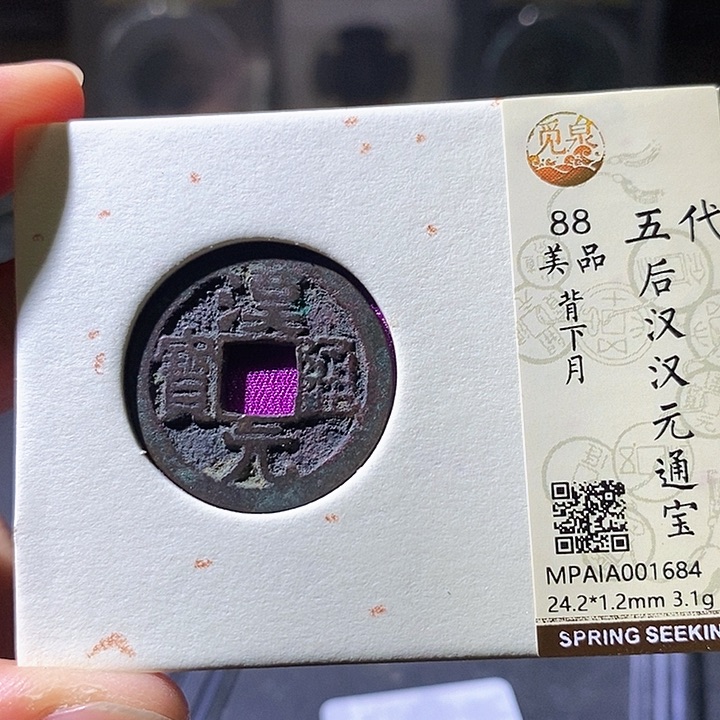 漢
寶通
元
觅泉
88
美品
背下月
五代
后汉汉元通宝
MPAIA001684
24.2*1.2mm 3.1g
SPRING SEEKIN